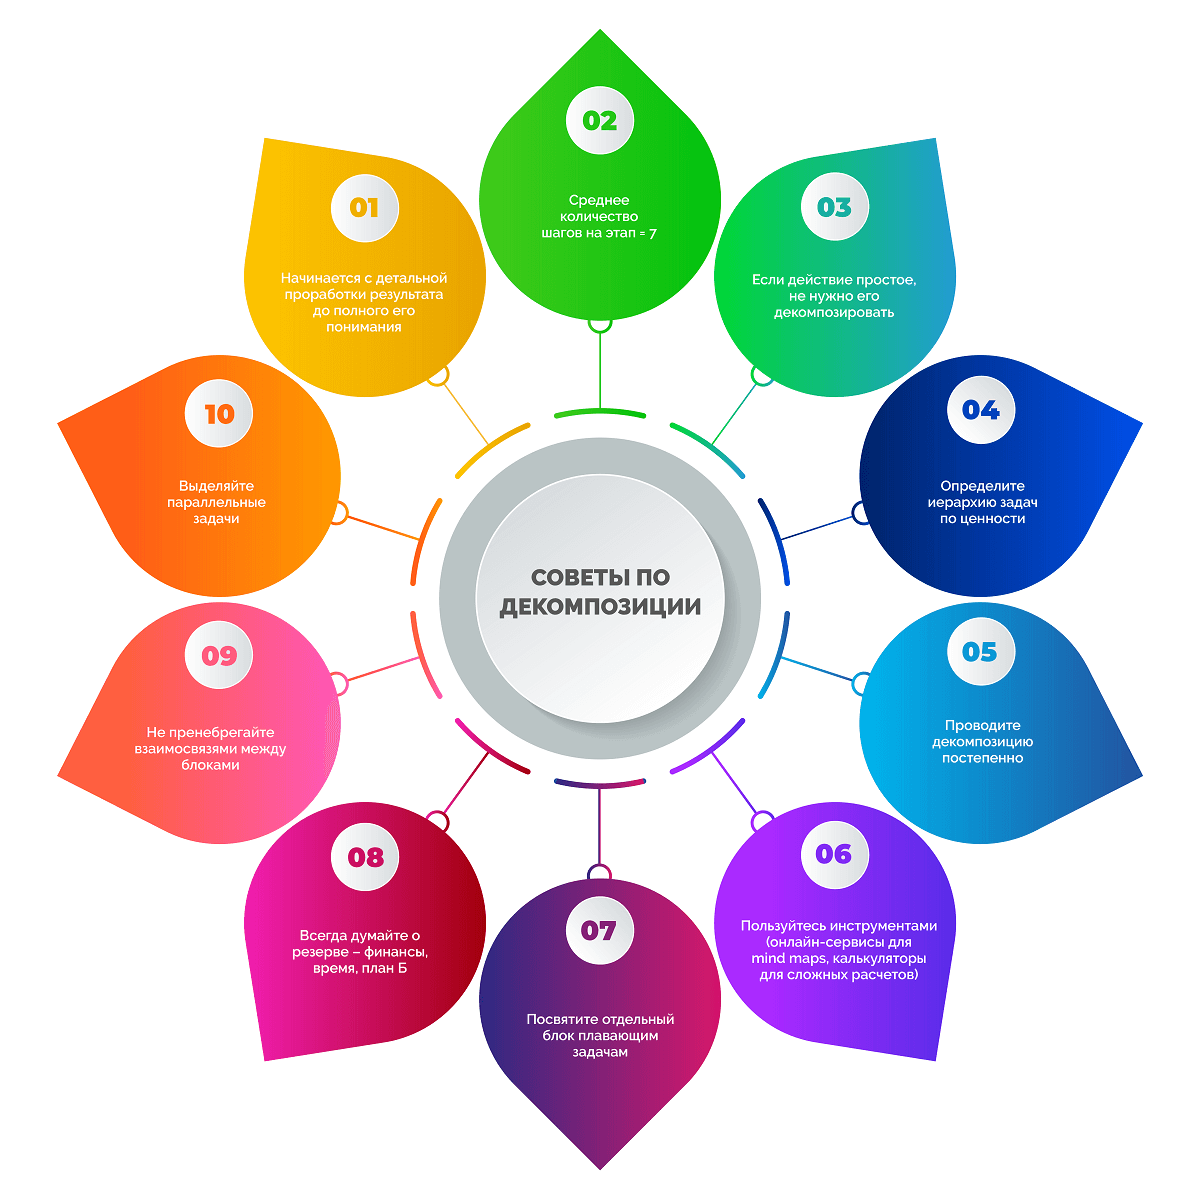 СОВЕТЫ ПО
ДЕКОМПОЗИЦИИ
01
Начинается с детальной
проработки результата
до полного его
понимания
02
Среднее
количество
шагов на этап = 7
03
Если действие простое,
не нужно его
декомпозировать
04
Определите
иерархию задач
по ценности
05
Проводите
декомпозицию
постепенно
06
Пользуйтесь инструментами
(онлайн-сервисы для
mind maps, калькуляторы
для сложных расчетов)
07
Посвятите отдельный
блок плавающим
задачам
08
Всегда думайте о
резерве – финансы,
время, план Б
09
Не пренебрегайте
взаимосвязями между
блоками
10
Выделяйте
параллельные
задачи